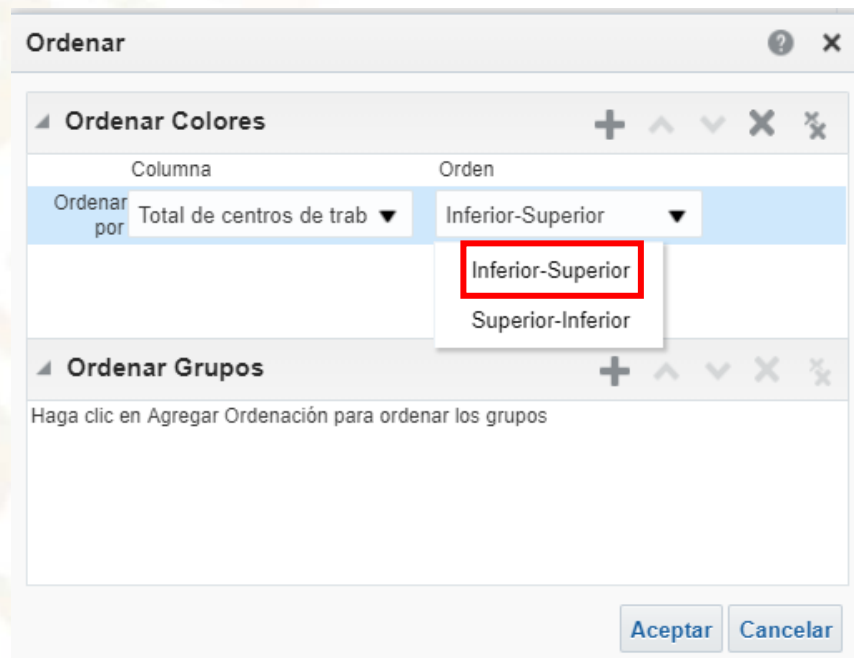 Ordenar
Ordenar Colores
Columna Orden
Ordenar por Total de centros de trab Inferior-Superior
Inferior-Superior
Superior-Inferior
Ordenar Grupos
Haga clic en Agregar Ordenación para ordenar los grupos
Aceptar Cancelar